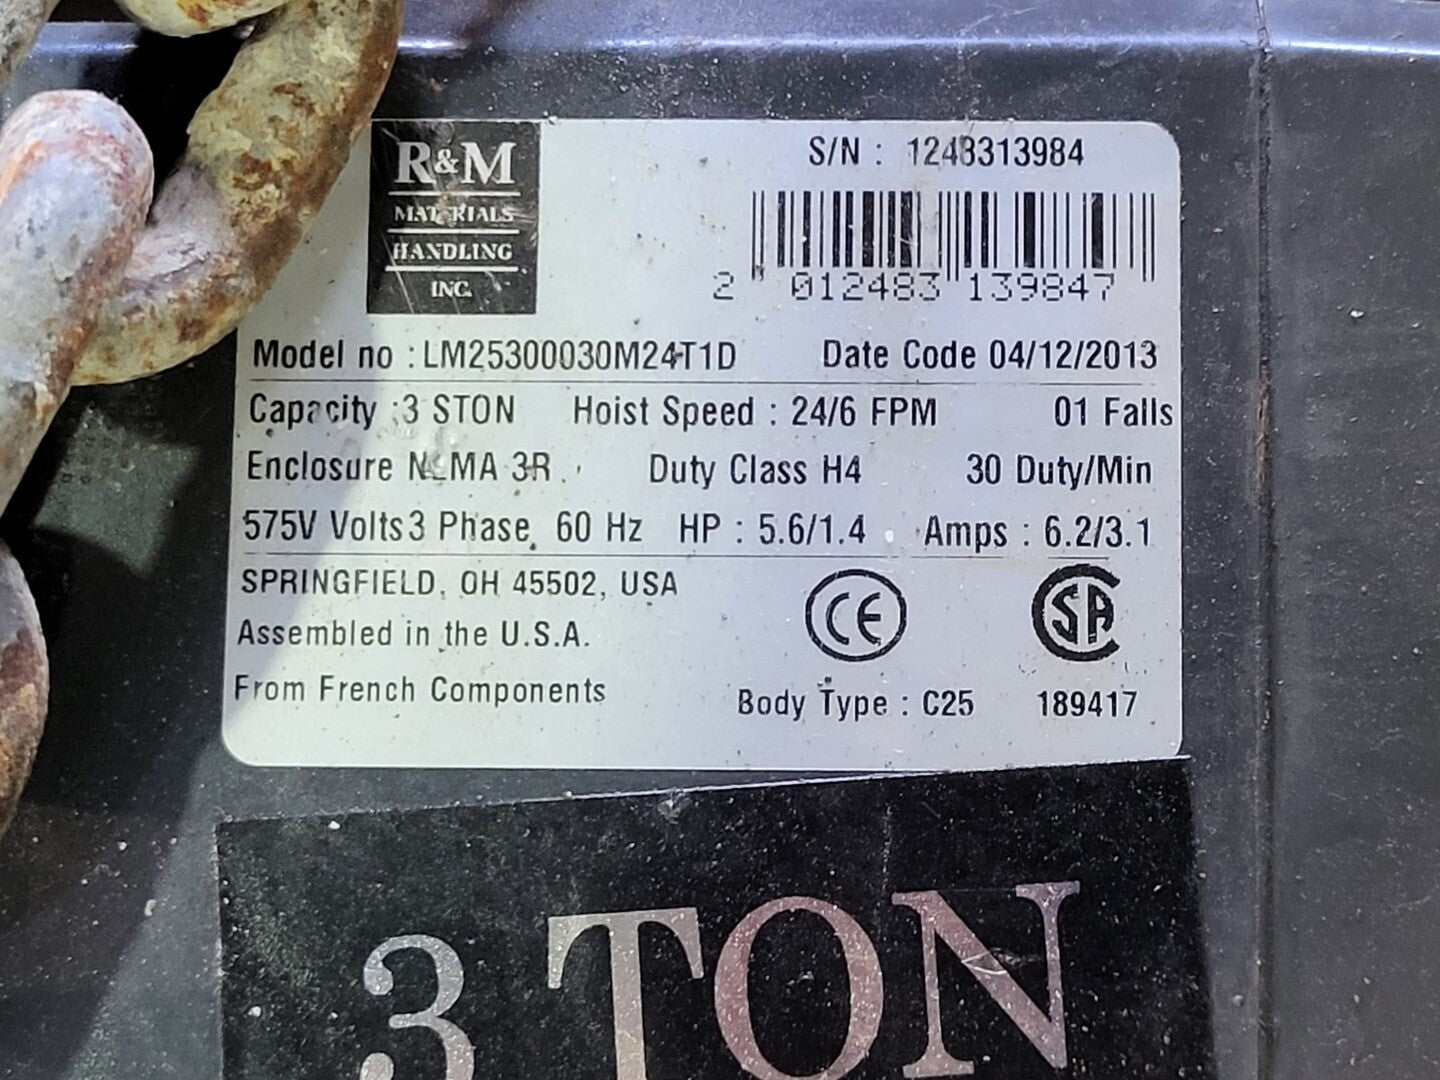 R&M
MATERIALS
HANDLING
INC.
S/N : 1248313984
2 012483 139847
Model no : LM25300030M24T1D Date Code 04/12/2013
Capacity : 3 STON Hoist Speed : 24/6 FPM 01 Falls
Enclosure NEMA 3R Duty Class H4 30 Duty/Min
575V Volts 3 Phase 60 Hz HP : 5.6/1.4 Amps : 6.2/3.1
SPRINGFIELD, OH 45502, USA
CE
SA
Assembled in the U.S.A.
From French Components
Body Type : C25 189417
3 TON